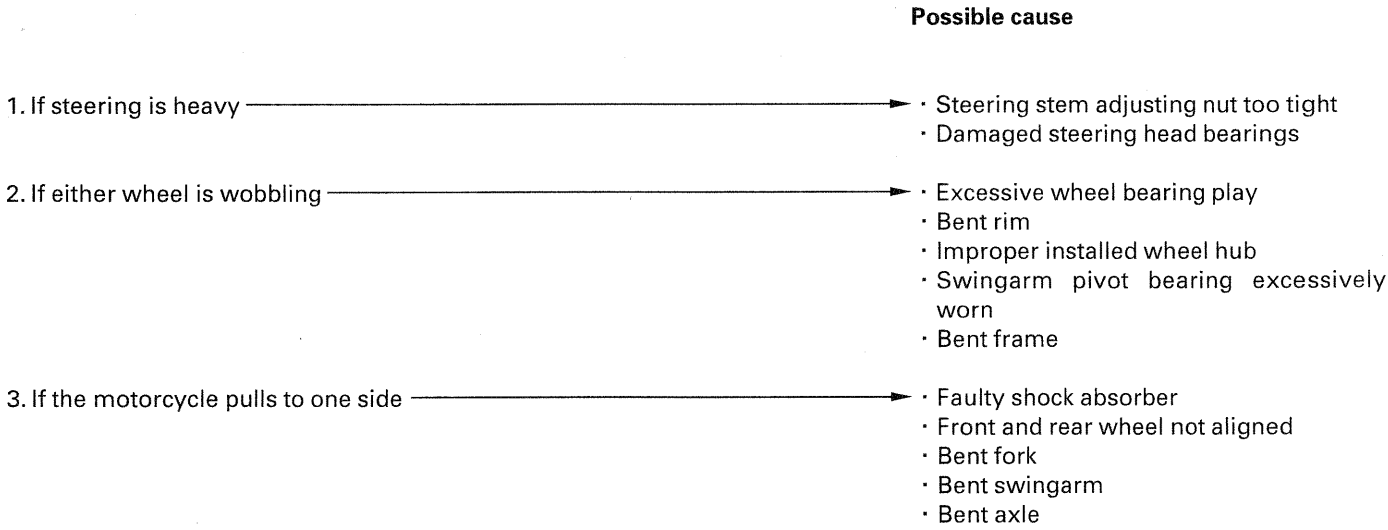 Possible cause
1. If steering is heavy
· Steering stem adjusting nut too tight
· Damaged steering head bearings
2. If either wheel is wobbling
· Excessive wheel bearing play
· Bent rim
· Improper installed wheel hub
· Swingarm pivot bearing excessively
worn
· Bent frame
3. If the motorcycle pulls to one side
· Faulty shock absorber
· Front and rear wheel not aligned
· Bent fork
· Bent swingarm
· Bent axle